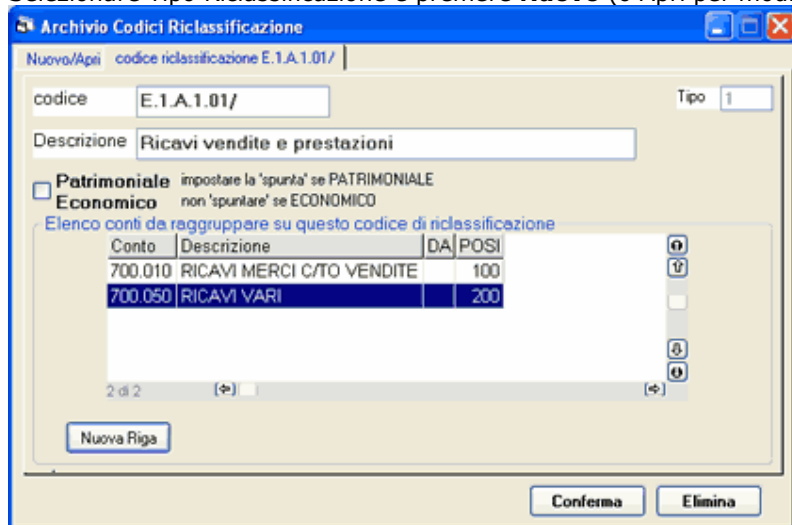 Selezionare Tipo Riclassificazione e premere Nuovo (o Apri per
Archivio Codici Riclassificazione
Nuovo/Apri codice riclassificazione E.1.A.1.01/
codice E.1.A.1.01/ Tipo 1
Descrizione Ricavi vendite e prestazioni
Patrimoniale impostare la 'spunta' se PATRIMONIALE
Economico non 'spuntare' se ECONOMICO
Elenco conti da raggruppare su questo codice di riclassificazione
Conto Descrizione DA POSI
700.010 RICAVI MERCI C/TO VENDITE 100
700.050 RICAVI VARI 200
2 di 2
Nuova Riga
Conferma Elimina